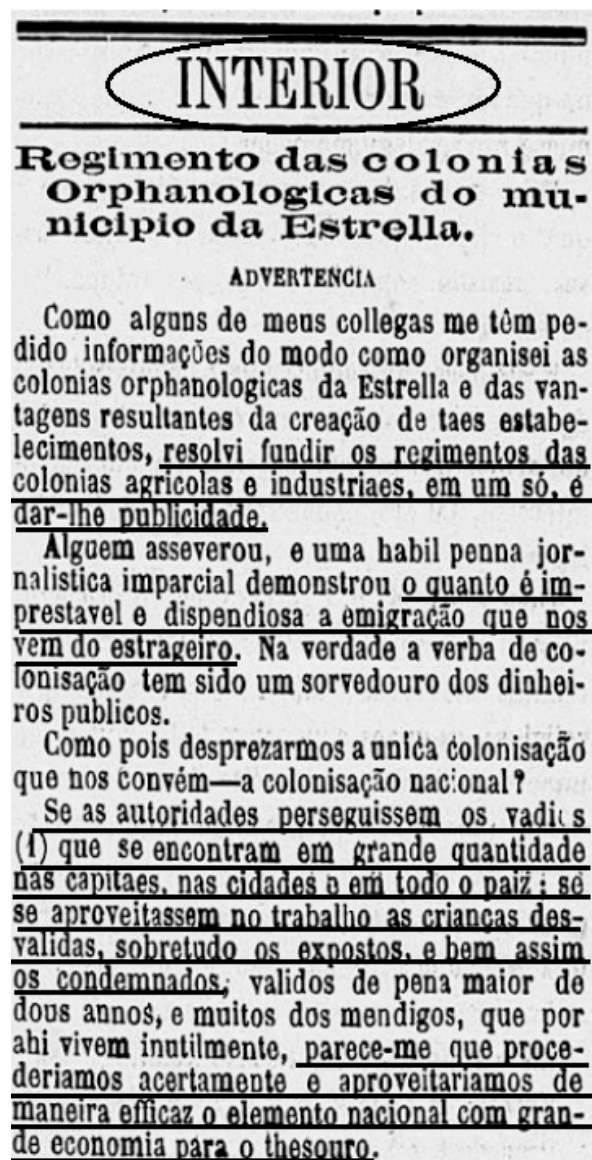 INTERIOR
Regimento das colonias
Orphanologicas do mu-
nicipio da Estrella.
ADVERTENCIA
Como alguns de meus collegas me têm pe-
dido informações do modo como organisei as
colonias orphanologicas da Estrella e das van-
tagens resultantes da creação de taes estabe-
lecimentos, resolvi fundir os regimentos das
colonias agricolas e industriaes, em um só, e
dar-lhe publicidade.
Alguem asseverou, e uma habil penna jor-
nalistica imparcial demonstrou o quanto é im-
prestavel e dispendiosa a emigração que nos
vem do estrageiro. Na verdade a verba de co-
lonisação tem sido um sorvedouro dos dinhei-
ros publicos.
Como pois desprezarmos a unica colonisação
que nos convém—a colonisação nacional?
Se as autoridades perseguissem os vadios
(1) que se encontram em grande quantidade
nas capitaes, nas cidades e em todo o paiz; se
se aproveitassem no trabalho as crianças des-
validas, sobretudo os expostos, e bem assim
os condemnados, validos de pena maior de
dous annos, e muitos dos mendigos, que por
ahi vivem inutilmente, parece-me que proce-
deriamos acertamente e aproveitariamos de
maneira efficaz o elemento nacional com gran-
de economia para o thesouro.